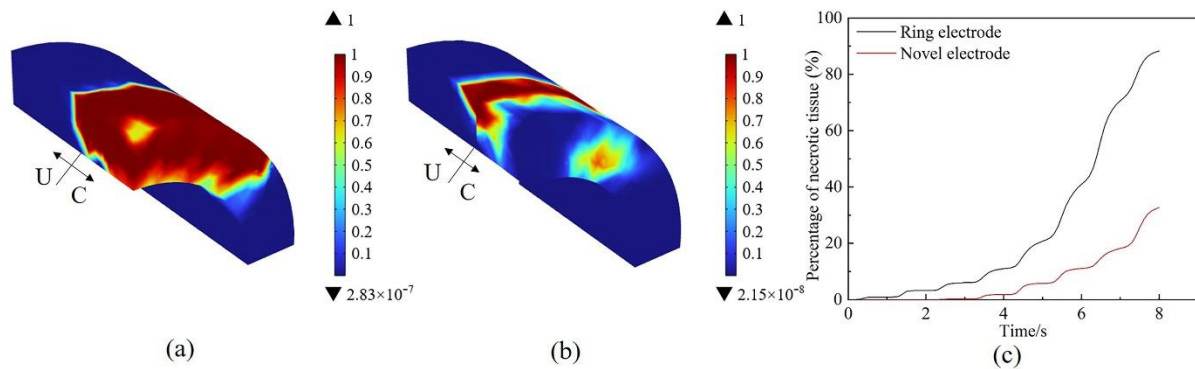 ▲ 1
1
0.9
0.8
0.7
0.6
0.5
0.4
0.3
0.2
0.1
▼ 2.83×10⁻⁷
U
C
(a)
▲ 1
1
0.9
0.8
0.7
0.6
0.5
0.4
0.3
0.2
0.1
▼ 2.15×10⁻⁸
U
C
(b)
Percentage of necrotic tissue (%)
100
80
60
40
20
0
Ring electrode
Novel electrode
0 2 4 6 8
Time/s
(c)